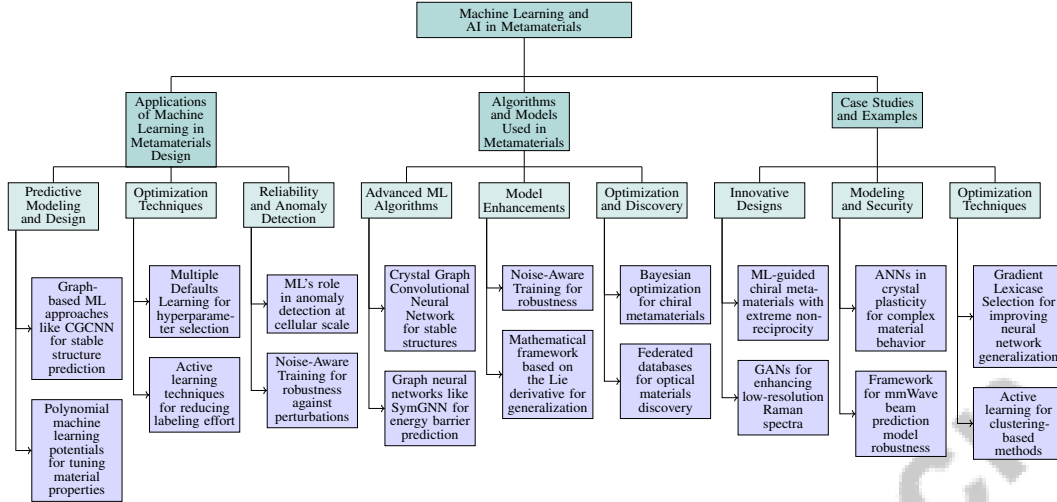 Machine Learning and
AI in Metamaterials
Applications
of Machine
Learning in
Metamaterials
Design
Algorithms
and Models
Used in
Metamaterials
Case Studies
and Examples
Predictive
Modeling
and Design
Optimization
Techniques
Reliability
and Anomaly
Detection
Advanced ML
Algorithms
Model
Enhancements
Optimization
and Discovery
Innovative
Designs
Modeling
and Security
Optimization
Techniques
Graph-
based ML
approaches
like CGCNN
for stable
structure
prediction
Polynomial
machine
learning
potentials
for tuning
material
properties
Multiple
Defaults
Learning for
hyperparame-
ter selection
Active
learning
techniques
for reducing
labeling effort
ML's role
in anomaly
detection at
cellular scale
Noise-Aware
Training for
robustness
against
perturbations
Crystal Graph
Convolutional
Neural
Network
for stable
structures
Graph neural
networks like
SymGNN for
energy barrier
prediction
Noise-Aware
Training for
robustness
Mathematical
framework
based on
the Lie
derivative for
generalization
Bayesian
optimization
for chiral
metamaterials
Federated
databases
for optical
materials
discovery
ML-guided
chiral meta-
materials with
extreme non-
reciprocity
GANs for
enhancing
low-resolution
Raman
spectra
ANNs in
crystal
plasticity
for complex
material
behavior
Framework
for mmWave
beam
prediction
model
robustness
Gradient
Lexicase
Selection for
improving
neural
network
generalization
Active
learning for
clustering-
based
methods